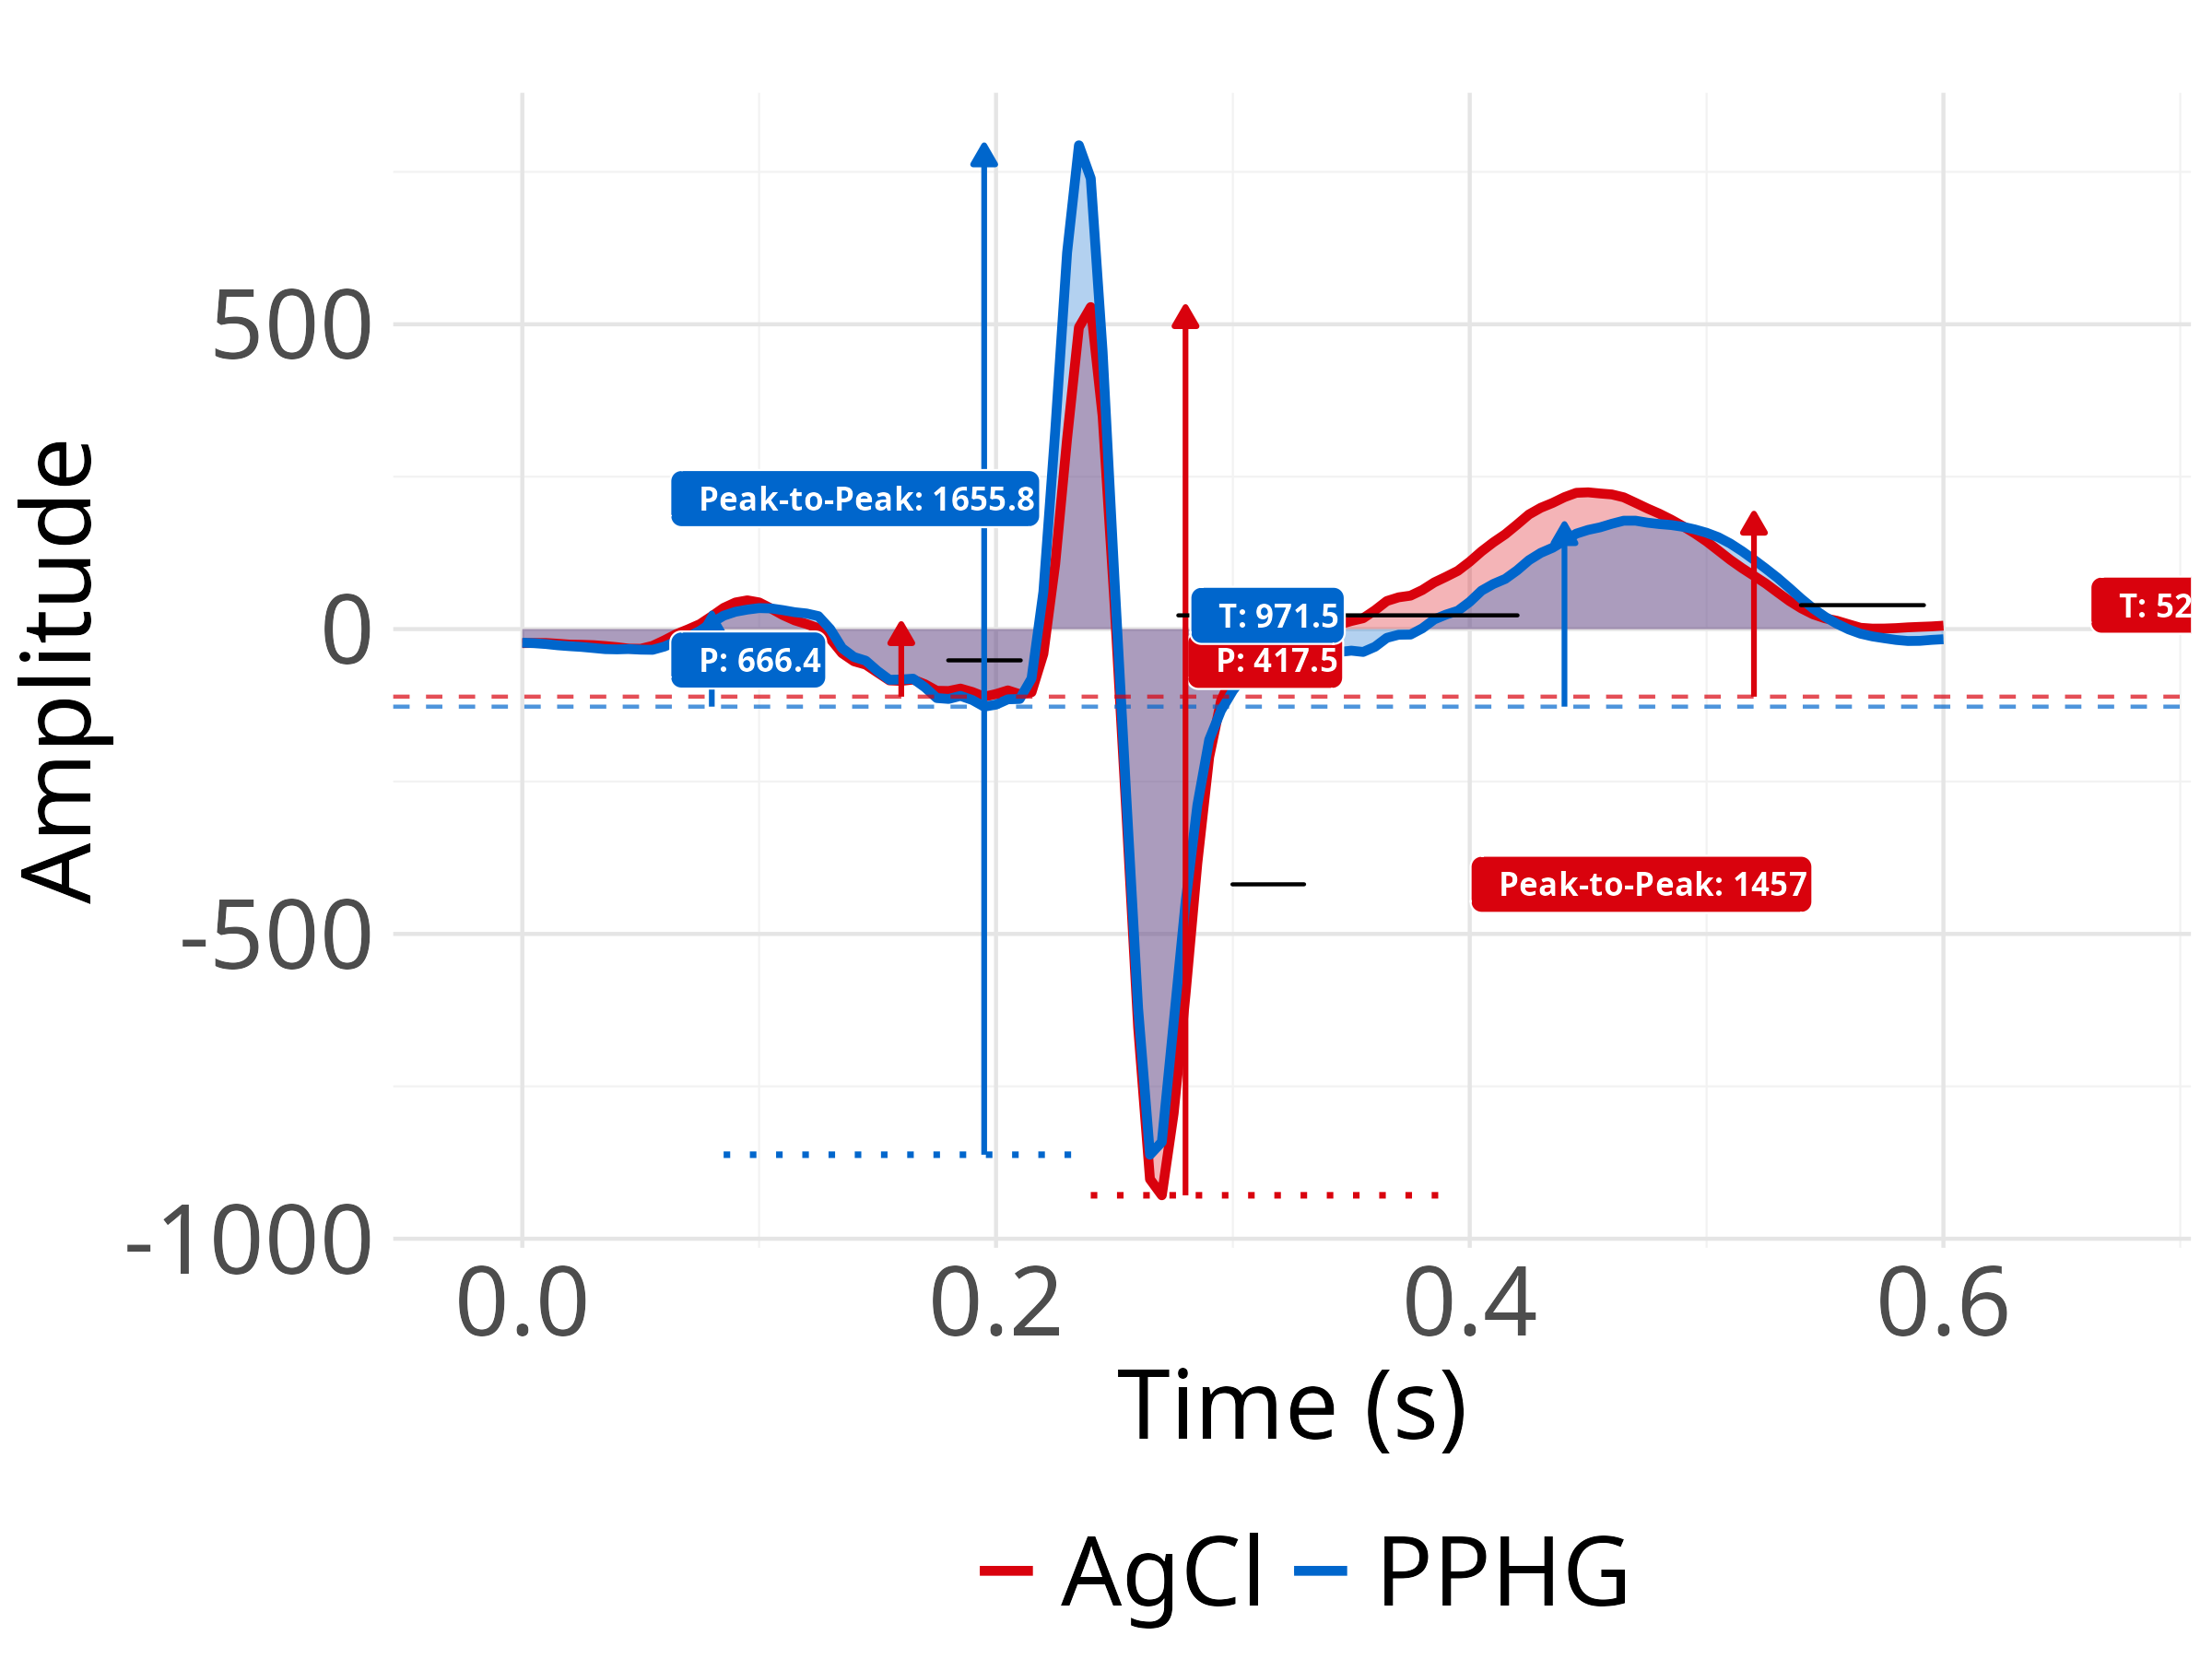 500
0
-500
-1000
Amplitude
Peak-to-Peak: 1655.8
T: 971.5
P: 666.4
P: 417.5
T: 52
Peak-to-Peak: 1457
0.0 0.2 0.4 0.6
Time (s)
AgCl PPHG